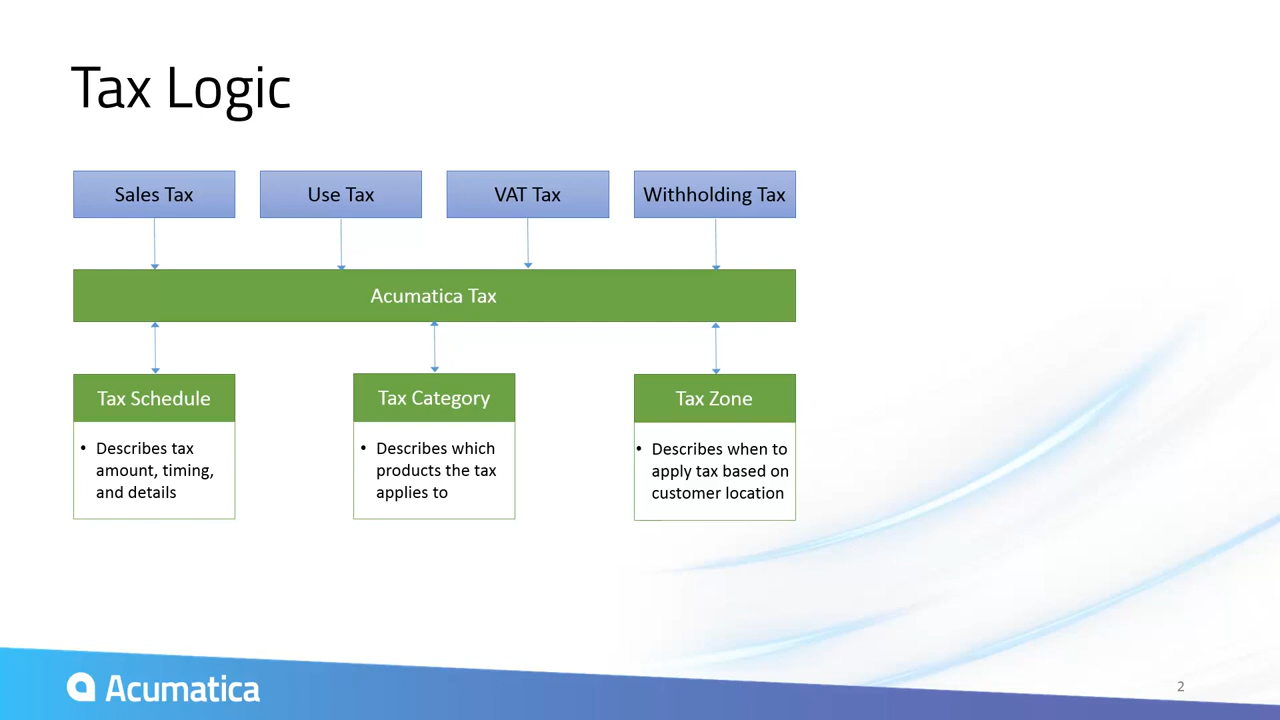 Tax Logic
Sales Tax
Use Tax
VAT Tax
Withholding Tax
Acumatica Tax
Tax Schedule
• Describes tax
amount, timing,
and details
Tax Category
• Describes which
products the tax
applies to
Tax Zone
• Describes when to
apply tax based on
customer location
Acumatica
2